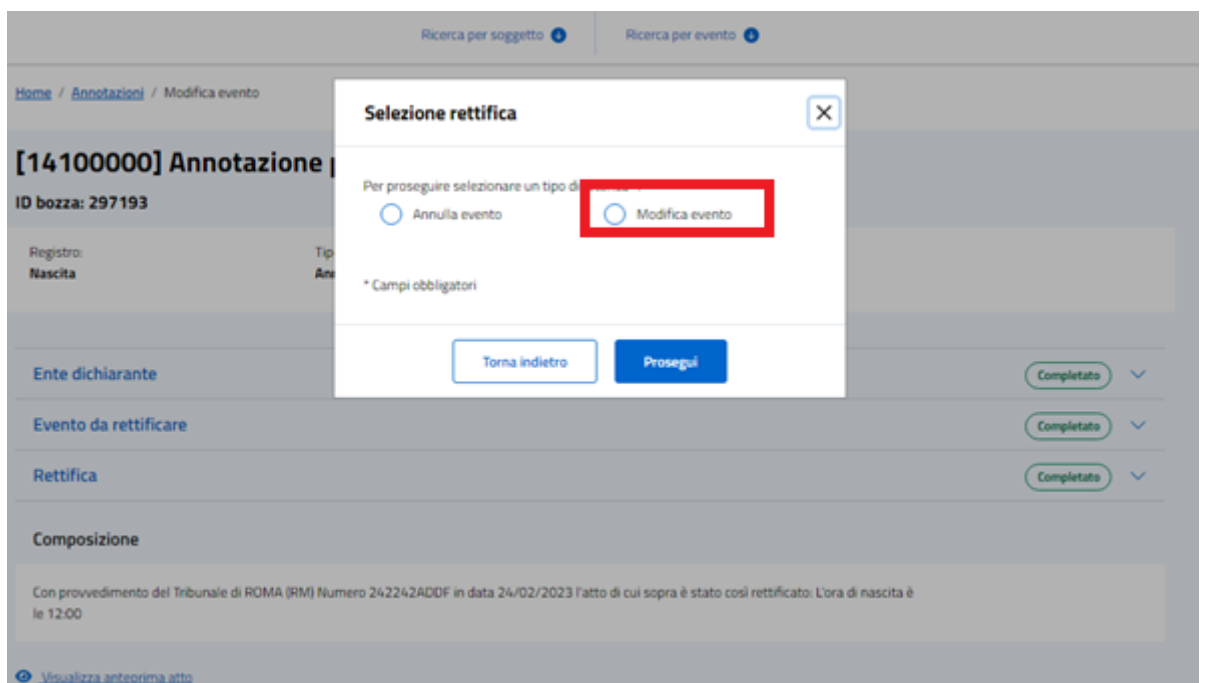 Ricerca per soggetto
Ricerca per evento
Home / Annotazioni / Modifica evento
Selezione rettifica
[14100000] Annotazione
ID bozza: 297193
Per proseguire selezionare un tipo di
Annulla evento
Modifica evento
Registro:
Nascita
* Campi obbligatori
Torna indietro
Prosegui
Ente dichiarante
Completato
Evento da rettificare
Completato
Rettifica
Completato
Composizione
Con provvedimento del Tribunale di ROMA (RM) Numero 242242ADDF in data 24/02/2023 l'atto di cui sopra è stato così rettificato: L'ora di nascita è
le 12:00
Visualizza anteprima atto